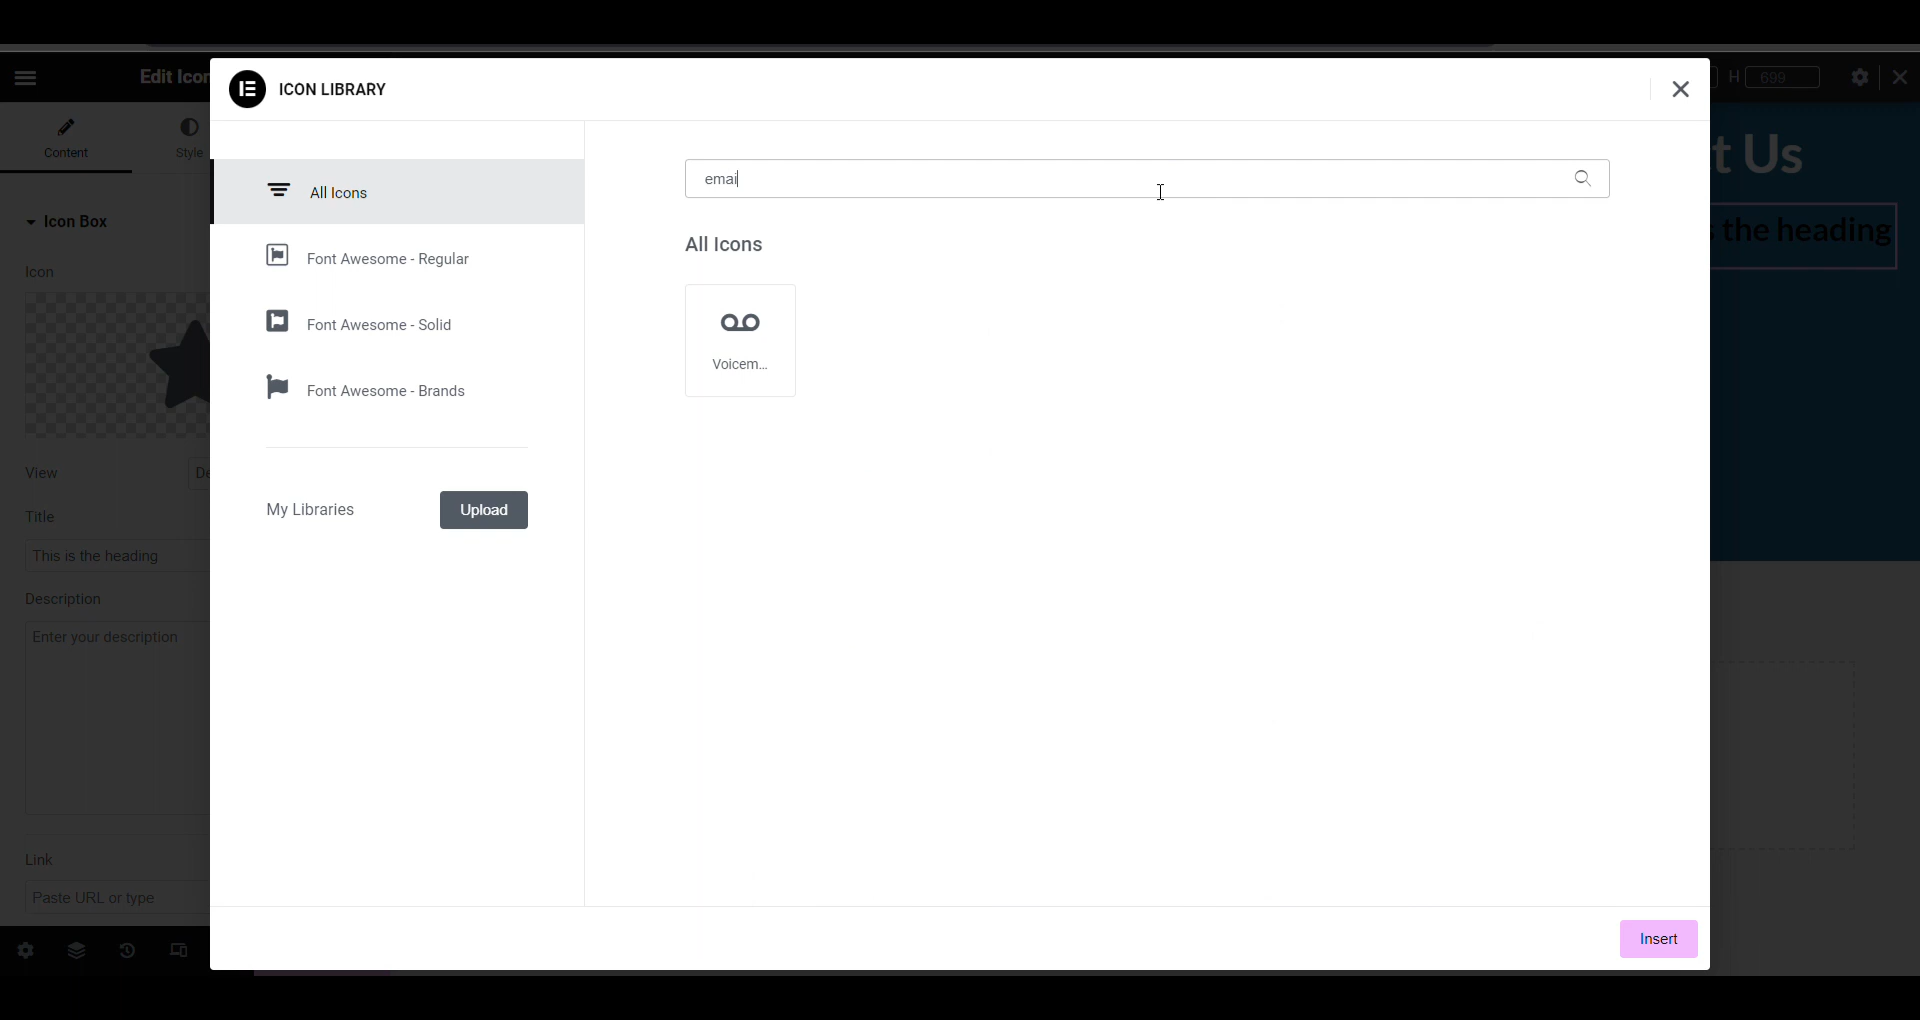 Edit Icon
ICON LIBRARY
H 699
Content
Style
All Icons
emai
t Us
Icon Box
Font Awesome - Regular
All Icons
the heading
Icon
Font Awesome - Solid
Voicem...
Font Awesome - Brands
View
De
My Libraries
Upload
Title
This is the heading
Description
Enter your description
Link
Paste URL or type
Insert